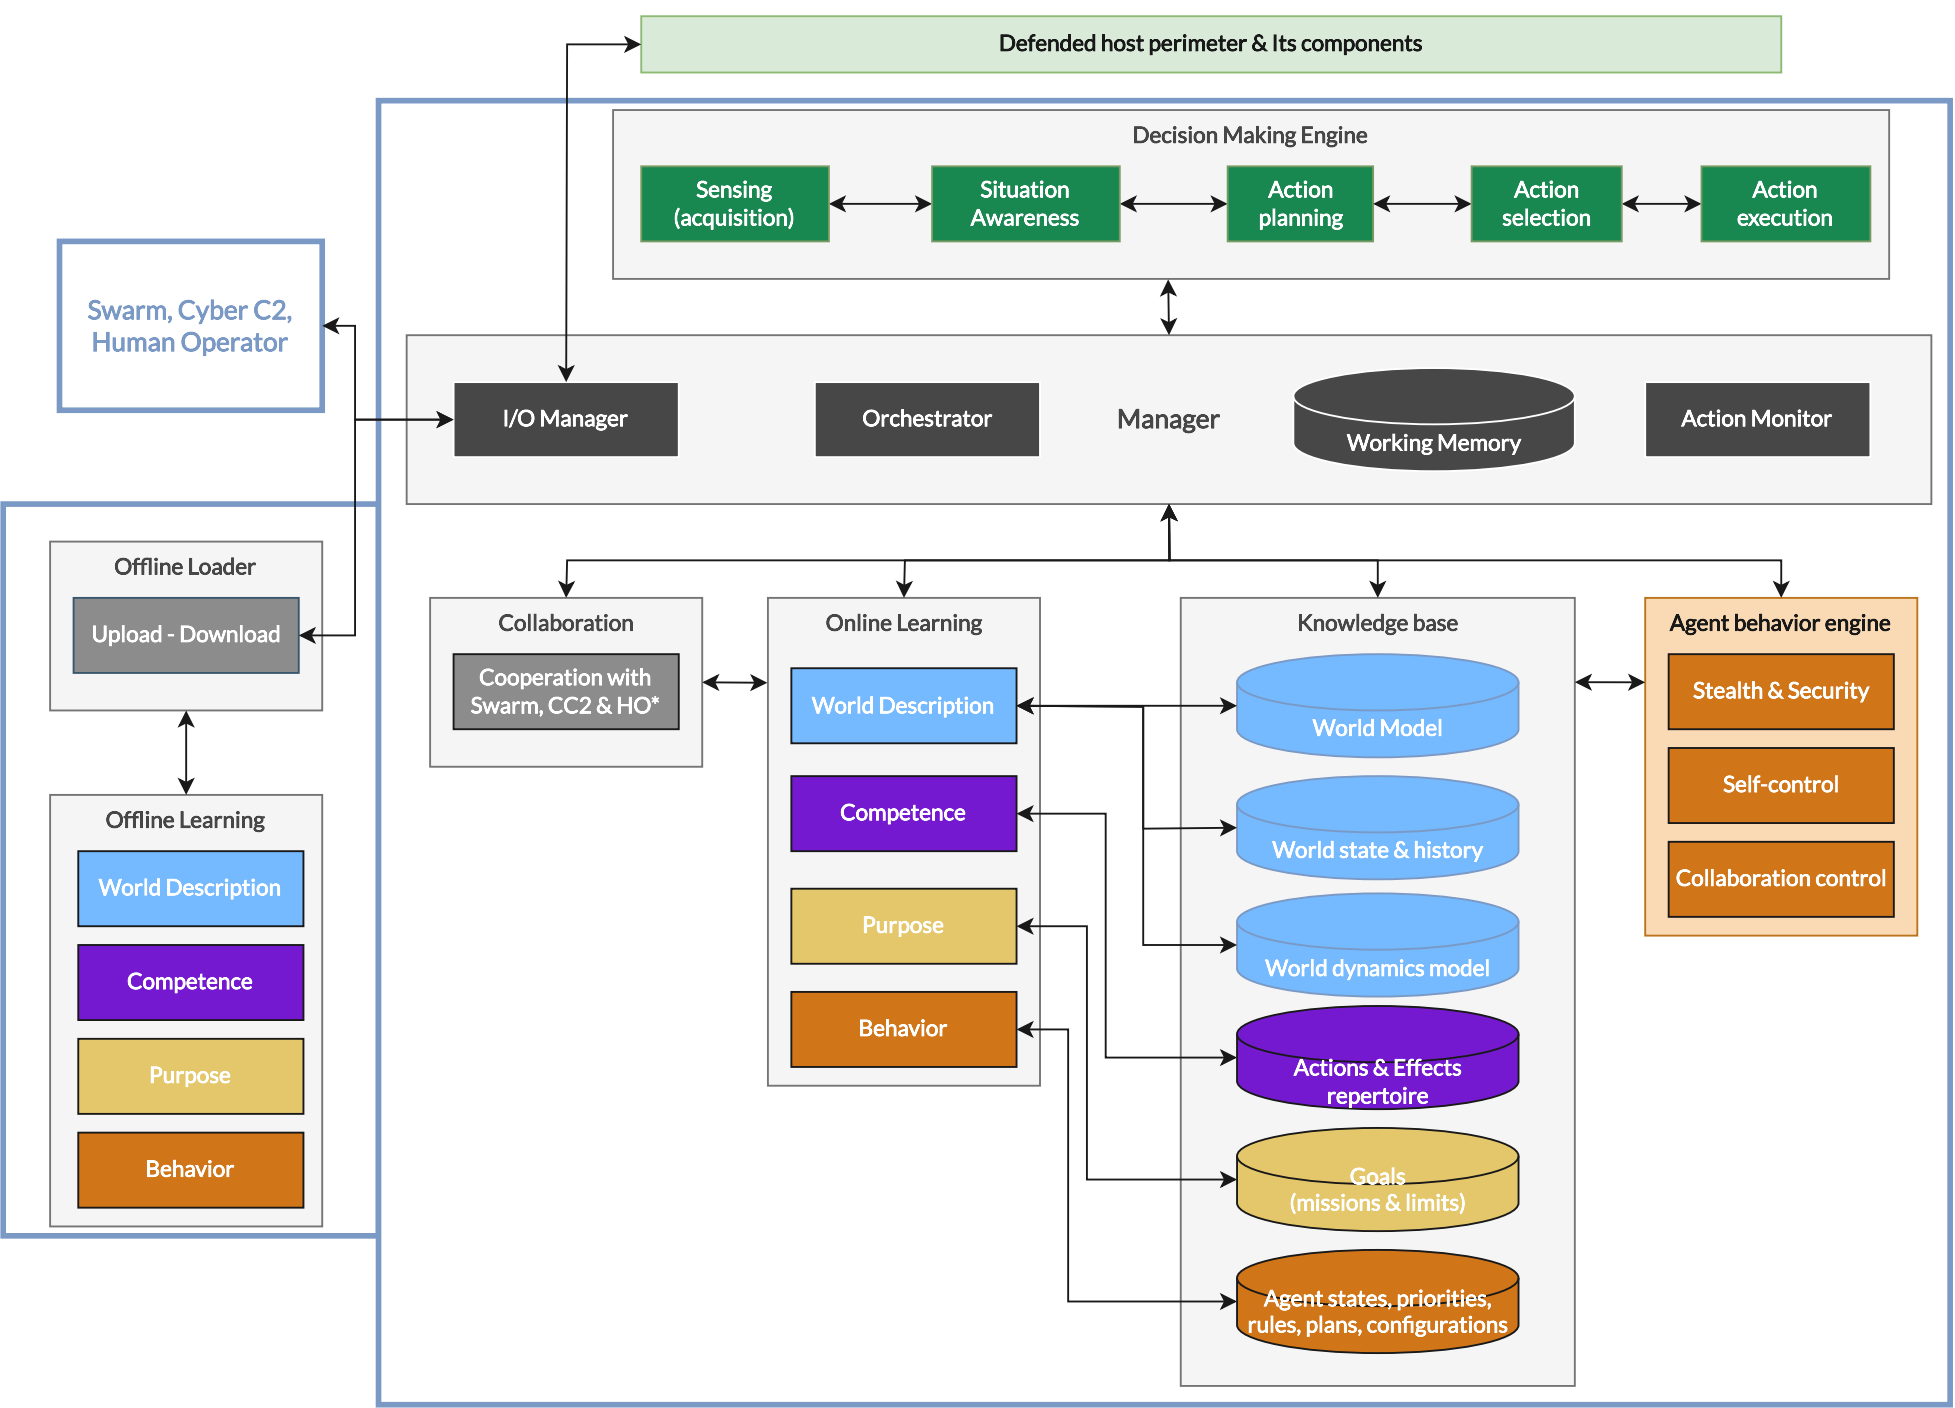 Defended host perimeter & Its components
Decision Making Engine
Sensing
(acquisition)
Situation
Awareness
Action
planning
Action
selection
Action
execution
Swarm, Cyber C2,
Human Operator
I/O Manager
Orchestrator
Manager
Working Memory
Action Monitor
Offline Loader
Upload - Download
Offline Learning
World Description
Competence
Purpose
Behavior
Collaboration
Cooperation with
Swarm, CC2 & HO*
Online Learning
World Description
Competence
Purpose
Behavior
Knowledge base
World Model
World state & history
World dynamics model
Actions & Effects
repertoire
Goals
(missions & limits)
Agent states, priorities,
rules, plans, configurations
Agent behavior engine
Stealth & Security
Self-control
Collaboration control